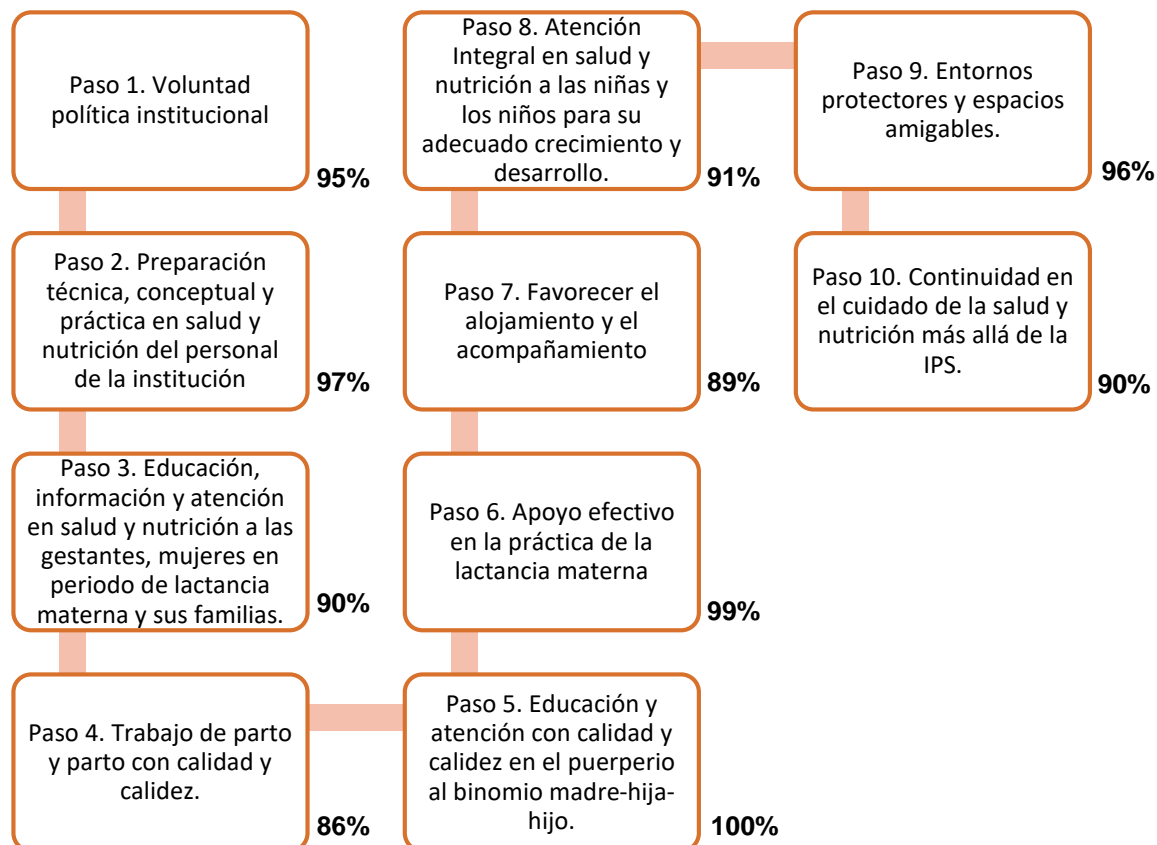 Paso 1. Voluntad
política institucional
95%
Paso 2. Preparación
técnica, conceptual y
práctica en salud y
nutrición del personal
de la institución
97%
Paso 3. Educación,
información y atención
en salud y nutrición a las
gestantes, mujeres en
periodo de lactancia
materna y sus familias.
90%
Paso 4. Trabajo de parto
y parto con calidad y
calidez.
86%
Paso 5. Educación y
atención con calidad y
calidez en el puerperio
al binomio madre-hija-
hijo.
100%
Paso 6. Apoyo efectivo
en la práctica de la
lactancia materna
99%
Paso 7. Favorecer el
alojamiento y el
acompañamiento
89%
Paso 8. Atención
Integral en salud y
nutrición a las niñas y
los niños para su
adecuado crecimiento y
desarrollo.
91%
Paso 9. Entornos
protectores y espacios
amigables.
96%
Paso 10. Continuidad en
el cuidado de la salud y
nutrición más allá de la
IPS.
90%